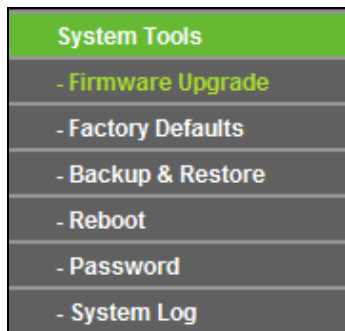 System Tools
- Firmware Upgrade
- Factory Defaults
- Backup & Restore
- Reboot
- Password
- System Log